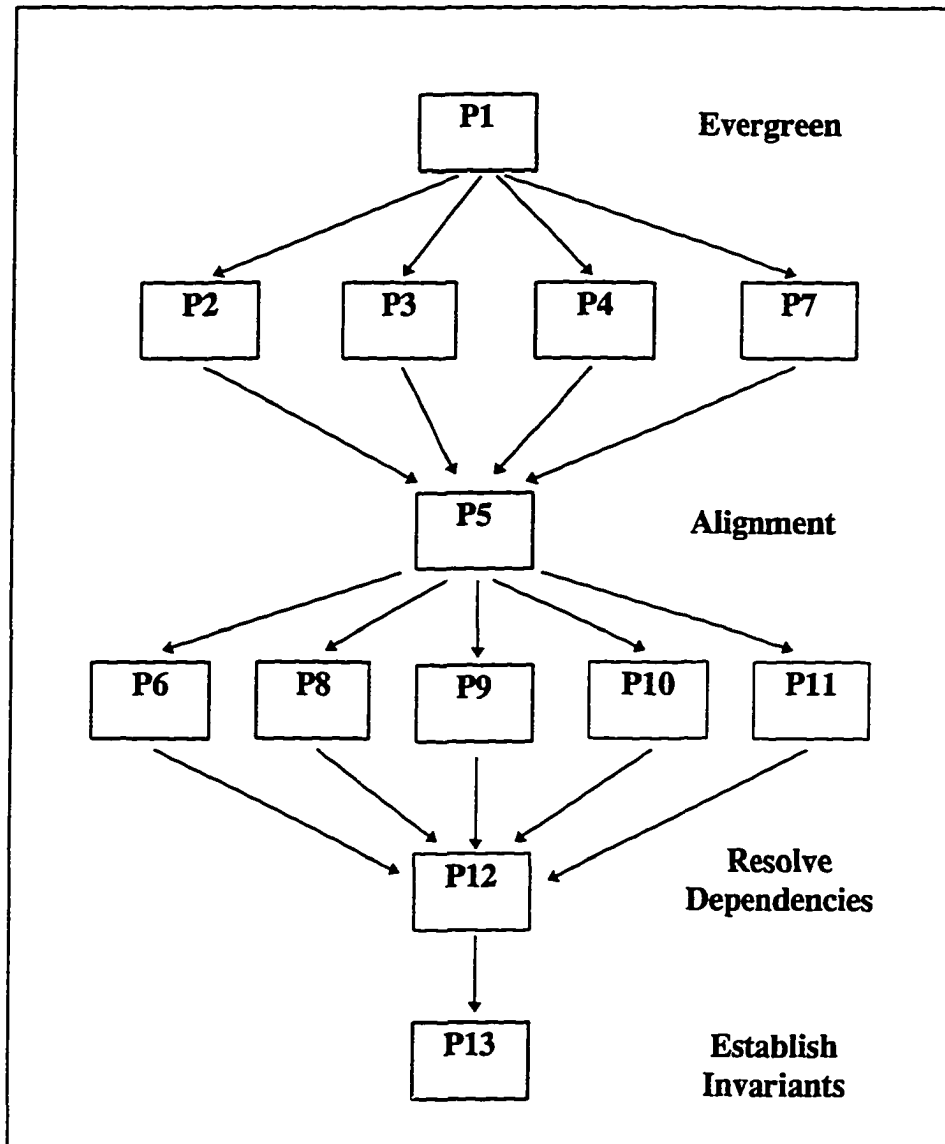 P1
Evergreen
P2
P3
P4
P7
P5
Alignment
P6
P8
P9
P10
P11
P12
Resolve
Dependencies
P13
Establish
Invariants